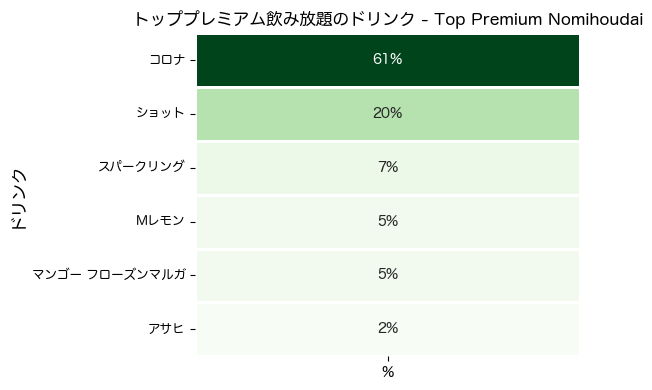 トッププレミアム飲み放題のドリンク - Top Premium Nomihoudai
ドリンク
コロナ 61%
ショット 20%
スパークリング 7%
Mレモン 5%
マンゴー フローズンマルガ 5%
アサヒ 2%
%